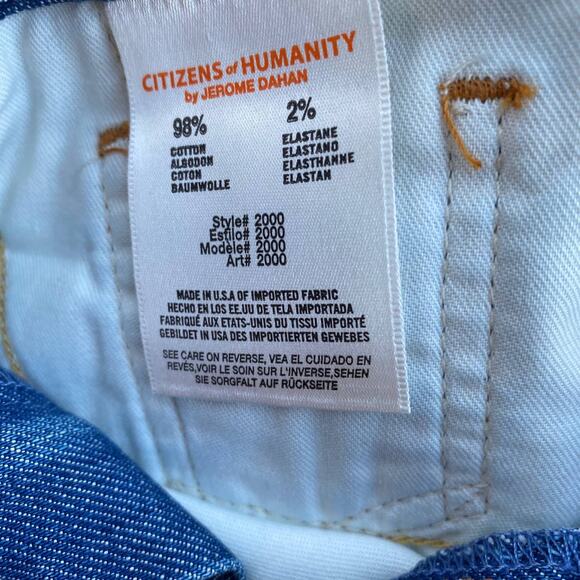 CITIZENS of HUMANITY
by JEROME DAHAN
98% 2%
COTTON ELASTANE
ALGODON ELASTANO
COTON ELASTHANNE
BAUMWOLLE ELASTAN
Style# 2000
Estilo# 2000
Modèle# 2000
Art# 2000
MADE IN U.S.A OF IMPORTED FABRIC
HECHO EN LOS EE.UU DE TELA IMPORTADA
FABRIQUÉ AUX ETATS-UNIS DU TISSU IMPORTÉ
GEBILDET IN USA DES IMPORTIERTEN GEWEBES
SEE CARE ON REVERSE, VEA EL CUIDADO EN
REVÉS,VOIR LE SOIN SUR L'INVERSE,SEHEN
SIE SORGFALT AUF RÜCKSEITE